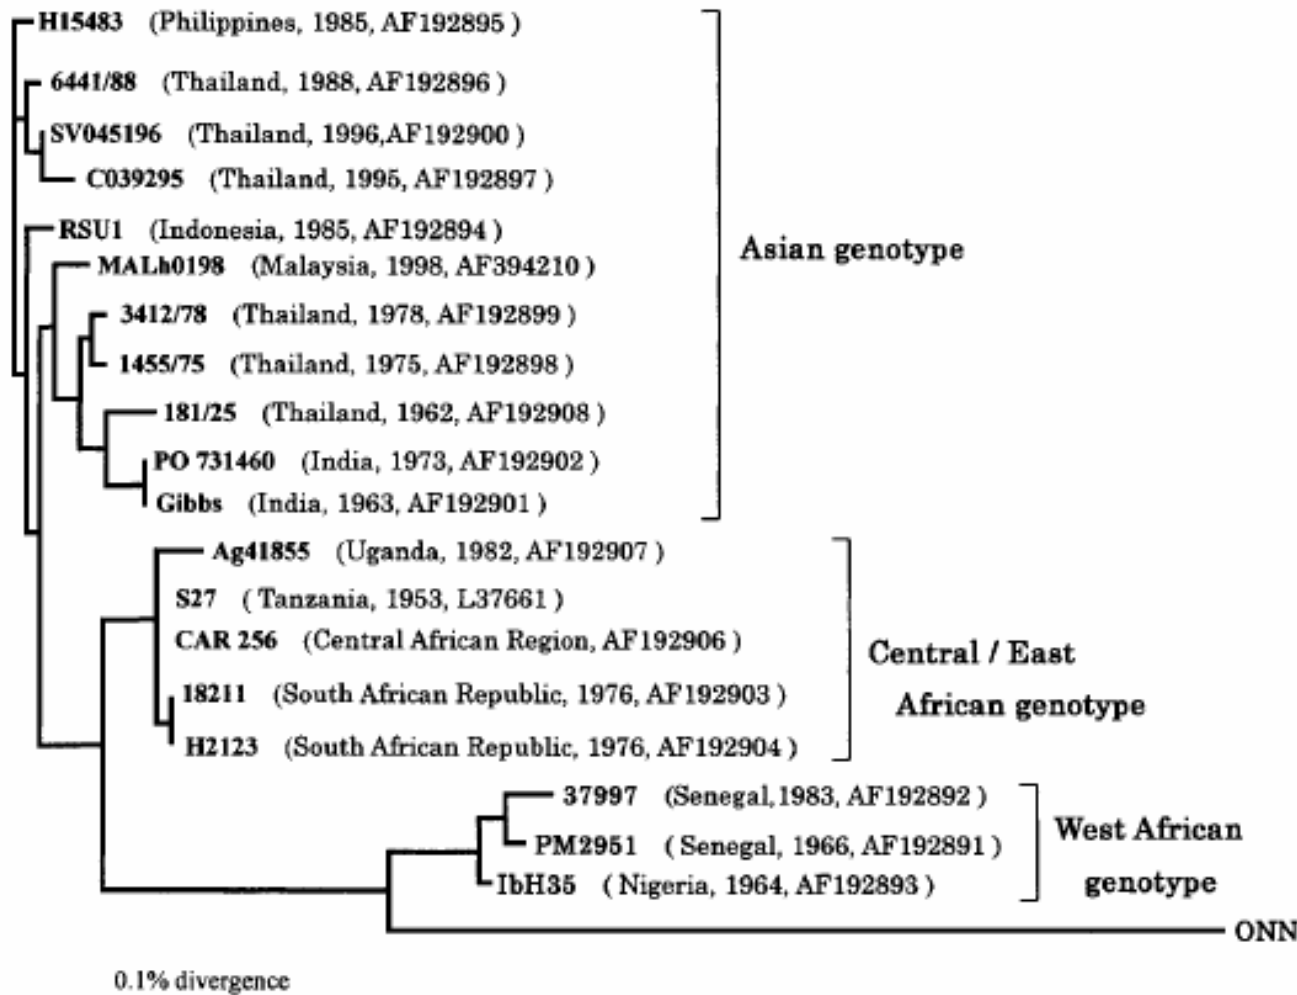 H15483 (Philippines, 1985, AF192895 )
6441/88 (Thailand, 1988, AF192896 )
SV045196 (Thailand, 1996,AF192900 )
C039295 (Thailand, 1995, AF192897 )
RSU1 (Indonesia, 1985, AF192894 )
MALh0198 (Malaysia, 1998, AF394210 )
Asian genotype
3412/78 (Thailand, 1978, AF192899 )
1455/75 (Thailand, 1975, AF192898 )
181/25 (Thailand, 1962, AF192908 )
PO 731460 (India, 1973, AF192902 )
Gibbs (India, 1963, AF192901 )
Ag41855 (Uganda, 1982, AF192907 )
S27 ( Tanzania, 1953, L37661 )
CAR 256 (Central African Region, AF192906 )
18211 (South African Republic, 1976, AF192903 )
H2123 (South African Republic, 1976, AF192904 )
Central / East
African genotype
37997 (Senegal,1983, AF192892 )
PM2951 ( Senegal, 1966, AF192891 )
IbH35 ( Nigeria, 1964, AF192893 )
West African
genotype
ONN
0.1% divergence